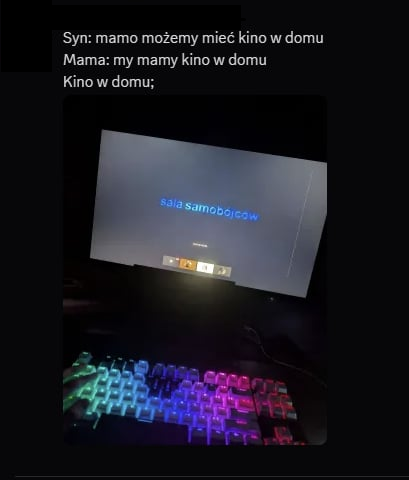 Syn: mamo możemy mieć kino w domu
Mama: my mamy kino w domu
Kino w domu;
sala samobójców